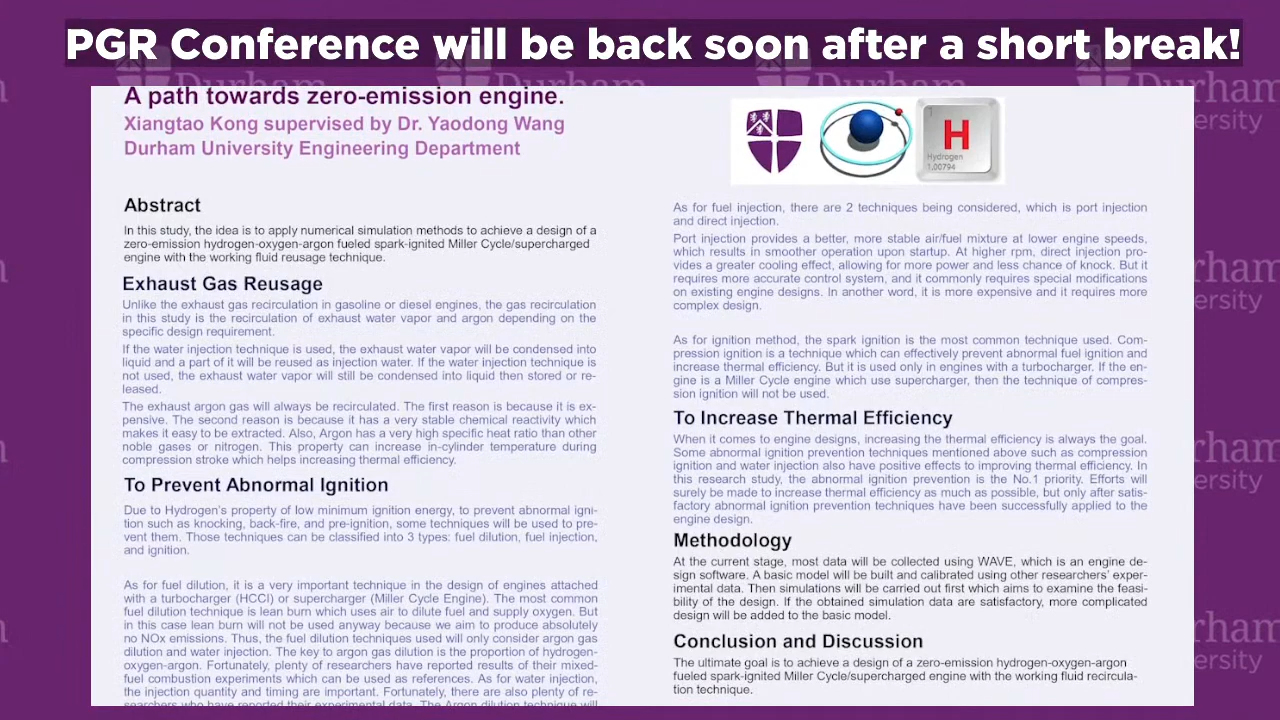 PGR Conference will be back soon after a short break!
A path towards zero-emission engine.
Xiangtao Kong supervised by Dr. Yaodong Wang
Durham University Engineering Department
Abstract
In this study, the idea is to apply numerical simulation methods to achieve a design of a
zero-emission hydrogen-oxygen-argon fueled spark-ignited Miller Cycle/supercharged
engine with the working fluid reusage technique.
Exhaust Gas Reusage
Unlike the exhaust gas recirculation in gasoline or diesel engines, the gas recirculation
in this study is the recirculation of exhaust water vapor and argon depending on the
specific design requirement.
If the water injection technique is used, the exhaust water vapor will be condensed into
liquid and a part of it will be reused as injection water. If the water injection technique is
not used, the exhaust water vapor will still be condensed into liquid then stored or re-
leased.
The exhaust argon gas will always be recirculated. The first reason is because it is ex-
pensive. The second reason is because it has a very stable chemical reactivity which
makes it easy to be extracted. Also, Argon has a very high specific heat ratio than other
noble gases or nitrogen. This property can increase in-cylinder temperature during
compression stroke which helps increasing thermal efficiency.
To Prevent Abnormal Ignition
Due to Hydrogen's property of low minimum ignition energy, to prevent abnormal igni-
tion such as knocking, back-fire, and pre-ignition, some techniques will be used to pre-
vent them. Those techniques can be classified into 3 types: fuel dilution, fuel injection,
and ignition.
As for fuel dilution, it is a very important technique in the design of engines attached
with a turbocharger (HCCI) or supercharger (Miller Cycle Engine). The most common
fuel dilution technique is lean burn which uses air to dilute fuel and supply oxygen. But
in this case lean burn will not be used anyway because we aim to produce absolutely
no NOx emissions. Thus, the fuel dilution techniques used will only consider argon gas
dilution and water injection. The key to argon gas dilution is the proportion of hydrogen-
oxygen-argon. Fortunately, plenty of researchers have reported results of their mixed-
fuel combustion experiments which can be used as references. As for water injection,
the injection quantity and timing are important. Fortunately, there are also plenty of re-
searchers who have reported their experimental data. The Argon dilution technique will
H
1
Hydrogen
1.00794
As for fuel injection, there are 2 techniques being considered, which is port injection
and direct injection.
Port injection provides a better, more stable air/fuel mixture at lower engine speeds,
which results in smoother operation upon startup. At higher rpm, direct injection pro-
vides a greater cooling effect, allowing for more power and less chance of knock. But it
requires more accurate control system, and it commonly requires special modifications
on existing engine designs. In another word, it is more expensive and it requires more
complex design.
As for ignition method, the spark ignition is the most common technique used. Com-
pression ignition is a technique which can effectively prevent abnormal fuel ignition and
increase thermal efficiency. But it is used only in engines with a turbocharger. If the en-
gine is a Miller Cycle engine which use supercharger, then the technique of compres-
sion ignition will not be used.
To Increase Thermal Efficiency
When it comes to engine designs, increasing the thermal efficiency is always the goal.
Some abnormal ignition prevention techniques mentioned above such as compression
ignition and water injection also have positive effects to improving thermal efficiency. In
this research study, the abnormal ignition prevention is the No.1 priority. Efforts will
surely be made to increase thermal efficiency as much as possible, but only after satis-
factory abnormal ignition prevention techniques have been successfully applied to the
engine design.
Methodology
At the current stage, most data will be collected using WAVE, which is an engine de-
sign software. A basic model will be built and calibrated using other researchers' exper-
imental data. Then simulations will be carried out first which aims to examine the feasi-
bility of the design. If the obtained simulation data are satisfactory, more complicated
design will be added to the basic model.
Conclusion and Discussion
The ultimate goal is to achieve a design of a zero-emission hydrogen-oxygen-argon
fueled spark-ignited Miller Cycle/supercharged engine with the working fluid recircula-
tion technique.